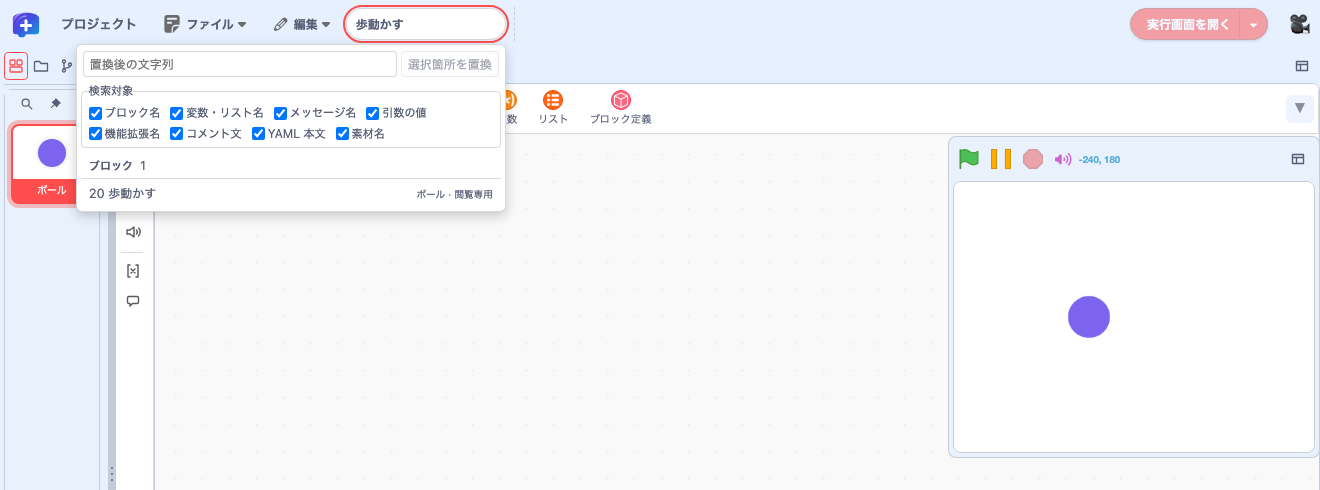 プロジェクト ファイル 編集 歩動かす 実行画面を開く
置換後の文字列 選択箇所を置換
検索対象
ブロック名 変数・リスト名 メッセージ名 引数の値
機能拡張名 コメント文 YAML 本文 素材名
数 リスト ブロック定義
ブロック 1
20 歩動かす ボール · 閲覧専用
ボール
-240, 180